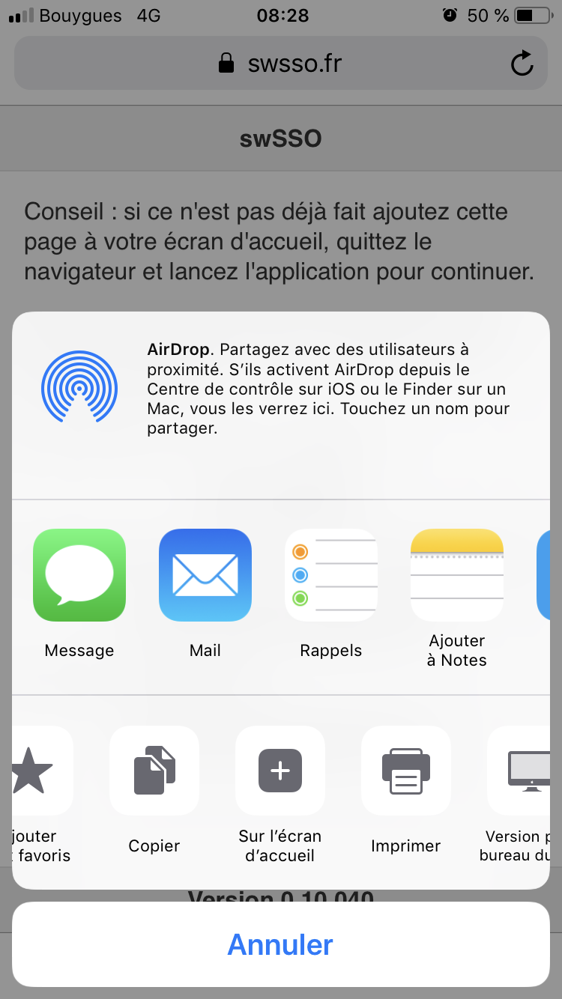 Bouygues 4G 08:28 50 %
swsso.fr
swSSO
Conseil : si ce n'est pas déjà fait ajoutez cette
page à votre écran d'accueil, quittez le
navigateur et lancez l'application pour continuer.
AirDrop. Partagez avec des utilisateurs à
proximité. S’ils activent AirDrop depuis le
Centre de contrôle sur iOS ou le Finder sur un
Mac, vous les verrez ici. Touchez un nom pour
partager.
Message
Mail
Rappels
Ajouter
à Notes
jouter
favoris
Copier
Sur l’écran
d’accueil
Imprimer
Version p
bureau du
Version 0.10.040
Annuler